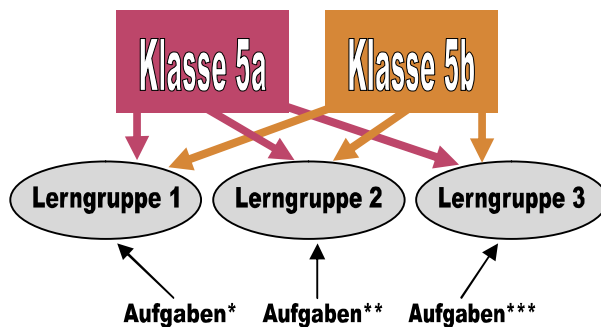 Klasse 5a Klasse 5b
Lerngruppe 1 Lerngruppe 2 Lerngruppe 3
Aufgaben* Aufgaben** Aufgaben***